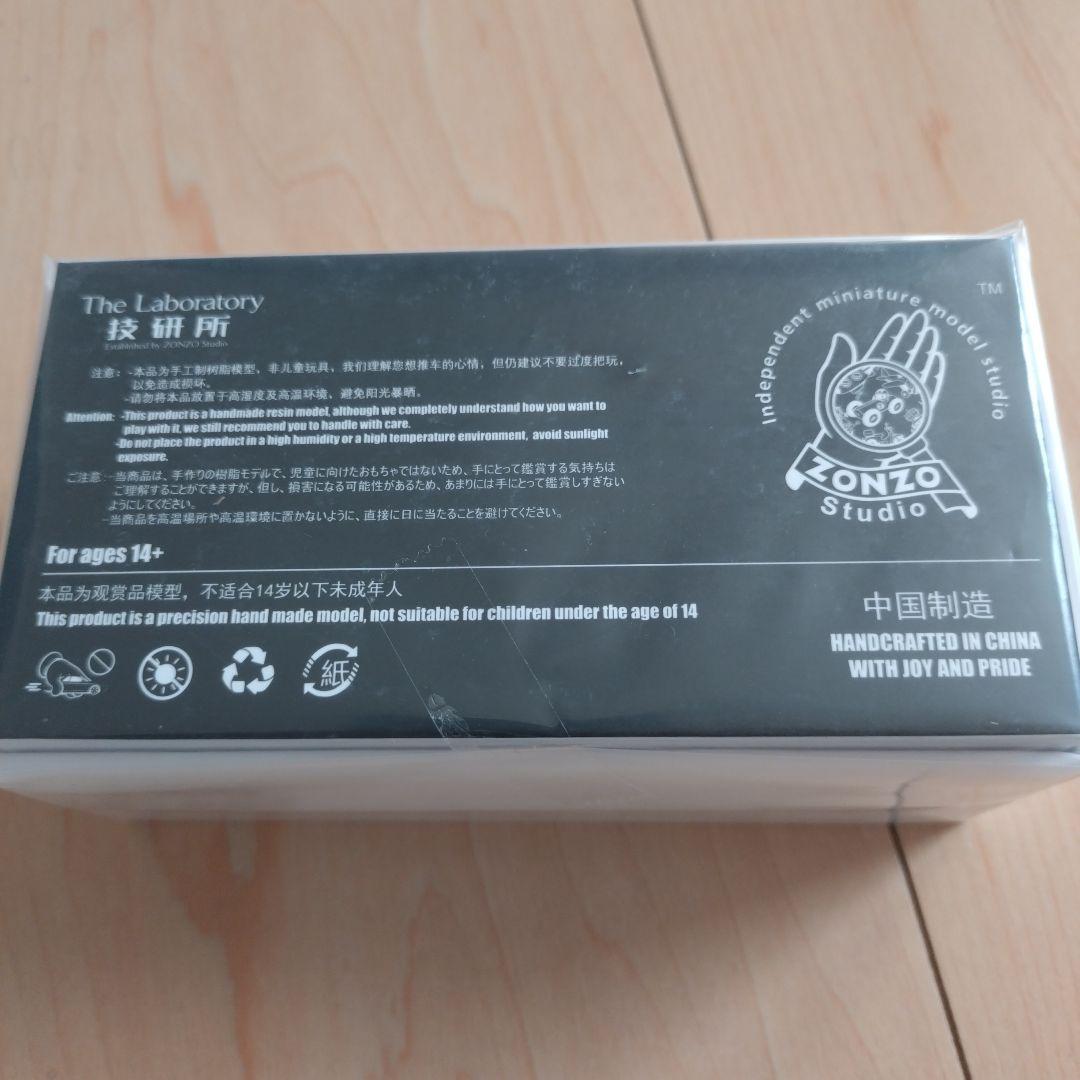 The Laboratory
技研所
Established by ZONZO Studio
注意: -本品为手工制树脂模型，非儿童玩具，我们理解您想推车的心情，但仍建议不要过度把玩，
以免造成损坏。
-请勿将本品放置于高湿度及高温环境、避免阳光暴晒。
Attention: -This product is a handmade resin model, although we completely understand how you want to
play with it, we still recommend you to handle with care.
-Do not place the product in a high humidity or a high temperature environment, avoid sunlight
exposure.
ご注意: -当商品は、手作りの樹脂モデルで、児童に向けたおもちゃではないため、手にとって鑑賞する気持ちは
ご理解することができますが、但し、損害になる可能性があるため、あまりには手にとって鑑賞しすぎない
ようにしてください。
-当商品を高温場所や高温環境に置かないように、直接に日に当たることを避けてください。
For ages 14+
本品为观赏品模型，不适合14岁以下未成年人
This product is a precision hand made model, not suitable for children under the age of 14
紙
TM
Independent miniature model studio
ZONZO
Studio
中国制造
HANDCRAFTED IN CHINA
WITH JOY AND PRIDE